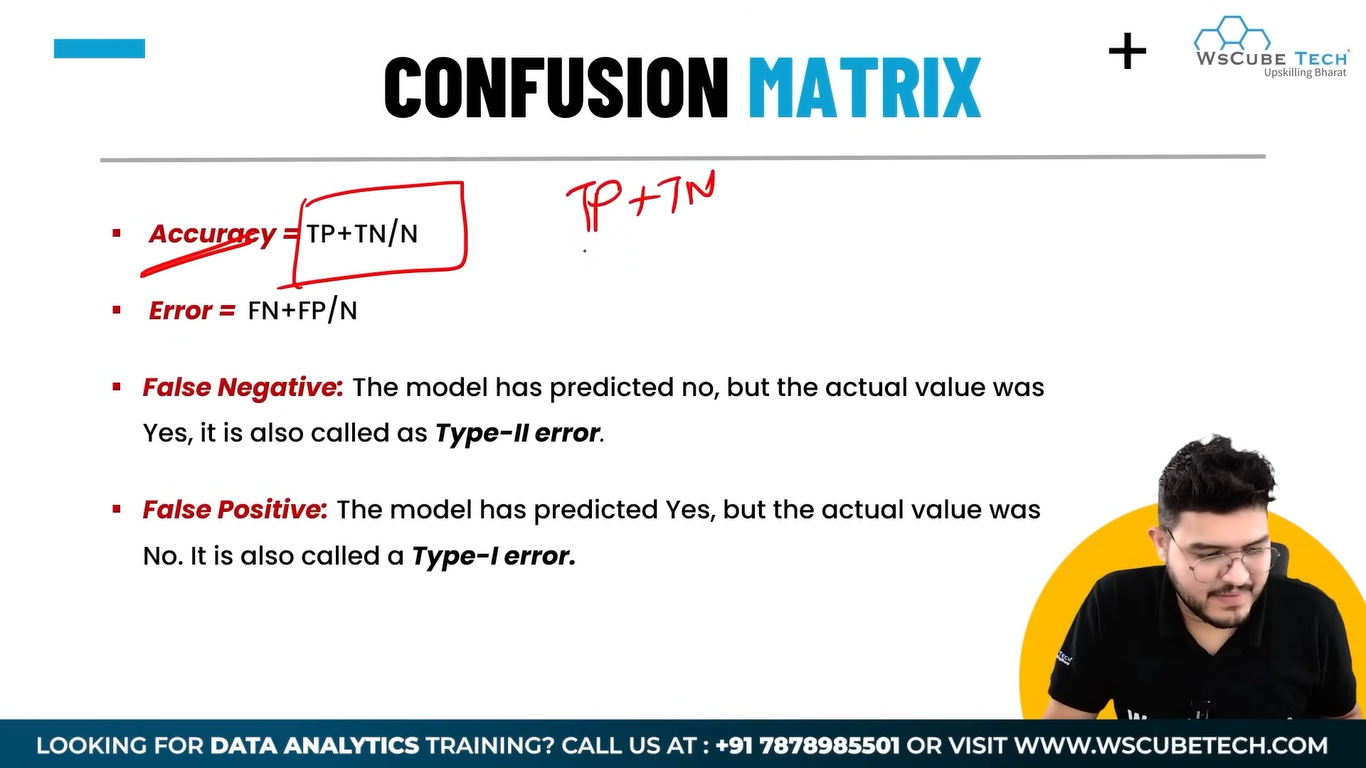 WSCUBE TECH
Upskilling Bharat
CONFUSION MATRIX
TP+TN
▪ Accuracy = TP+TN/N
▪ Error = FN+FP/N
▪ False Negative: The model has predicted no, but the actual value was
Yes, it is also called as Type-II error.
▪ False Positive: The model has predicted Yes, but the actual value was
No. It is also called a Type-I error.
LOOKING FOR DATA ANALYTICS TRAINING? CALL US AT : +91 7878985501 OR VISIT WWW.WSCUBETECH.COM